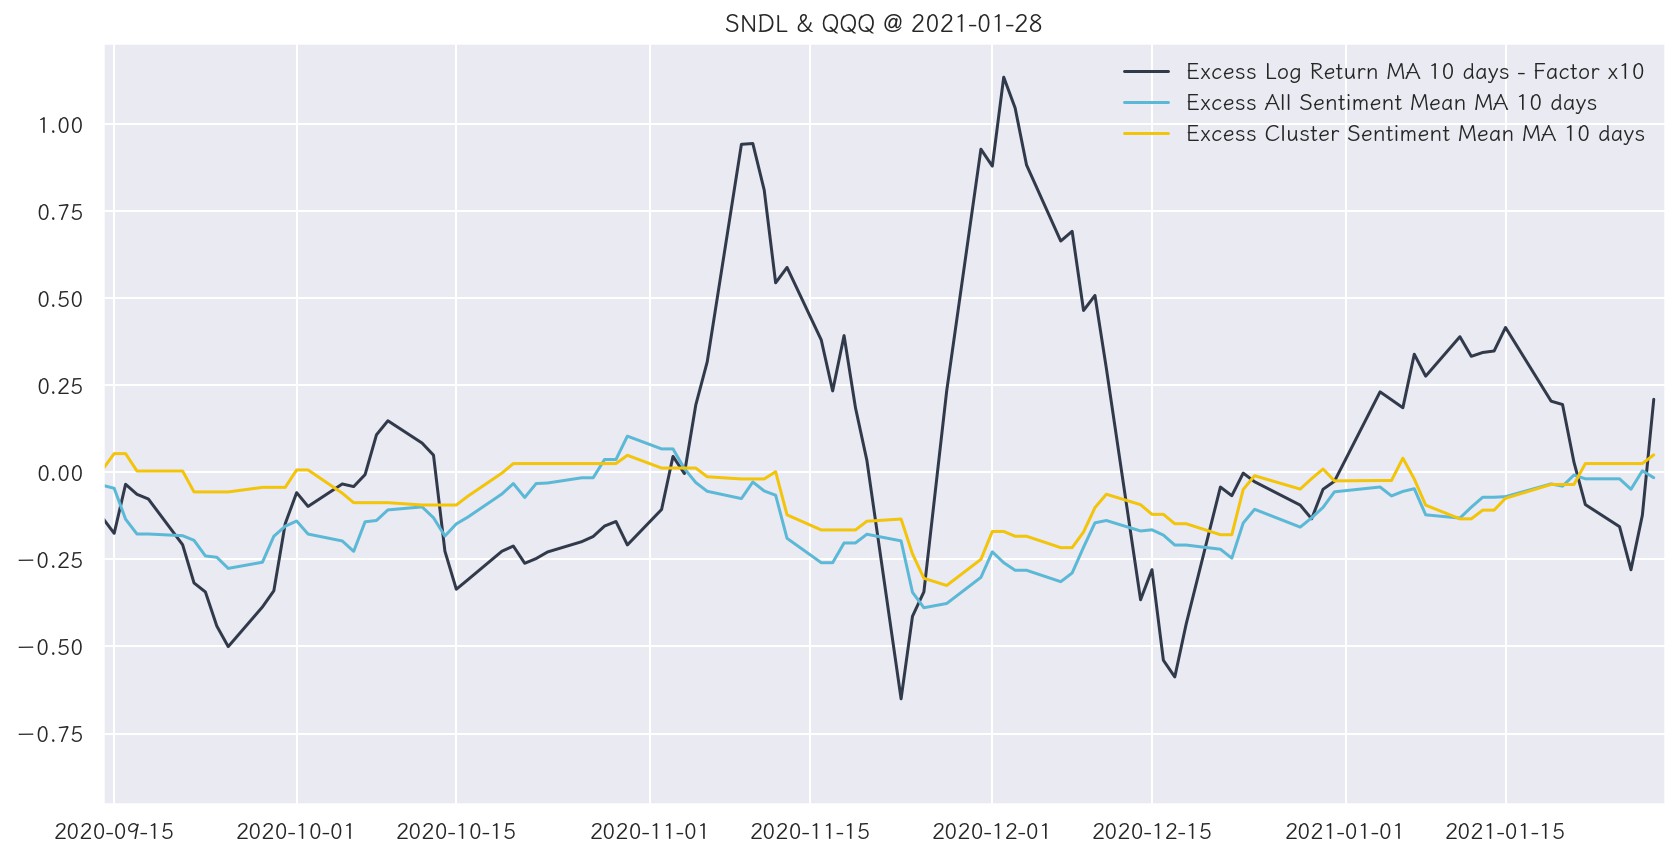 SNDL & QQQ @ 2021-01-28
Excess Log Return MA 10 days - Factor x10
Excess All Sentiment Mean MA 10 days
Excess Cluster Sentiment Mean MA 10 days
1.00
0.75
0.50
0.25
0.00
−0.25
−0.50
−0.75
2020-09-15 2020-10-01 2020-10-15 2020-11-01 2020-11-15 2020-12-01 2020-12-15 2021-01-01 2021-01-15